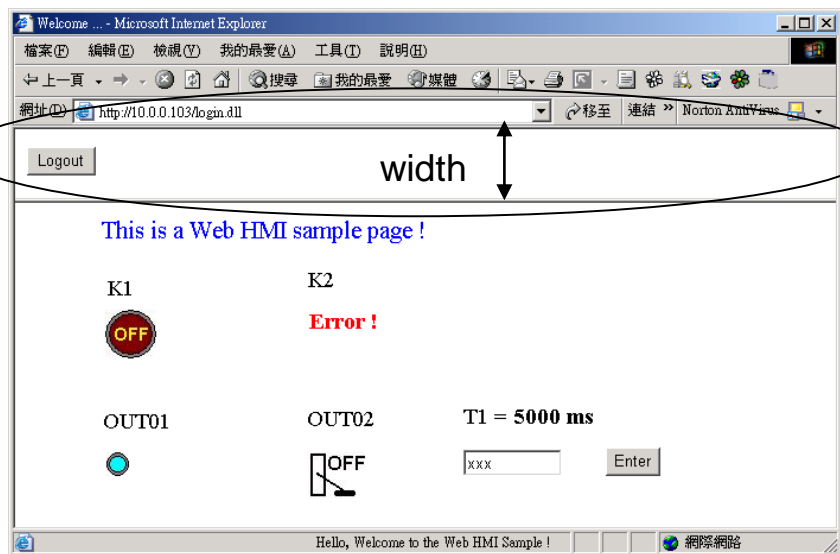 Welcome ... - Microsoft Internet Explorer
檔案(F) 編輯(E) 檢視(V) 我的最愛(A) 工具(T) 說明(H)
上一頁 搜尋 我的最愛 媒體
網址(D) http://10.0.0.103/login.dll 移至 連結 » Norton AntiVirus
Logout width
This is a Web HMI sample page !
K1 K2
OFF Error !
OUT01 OUT02 T1 = 5000 ms
OFF xxx Enter
Hello, Welcome to the Web HMI Sample ! 網際網路